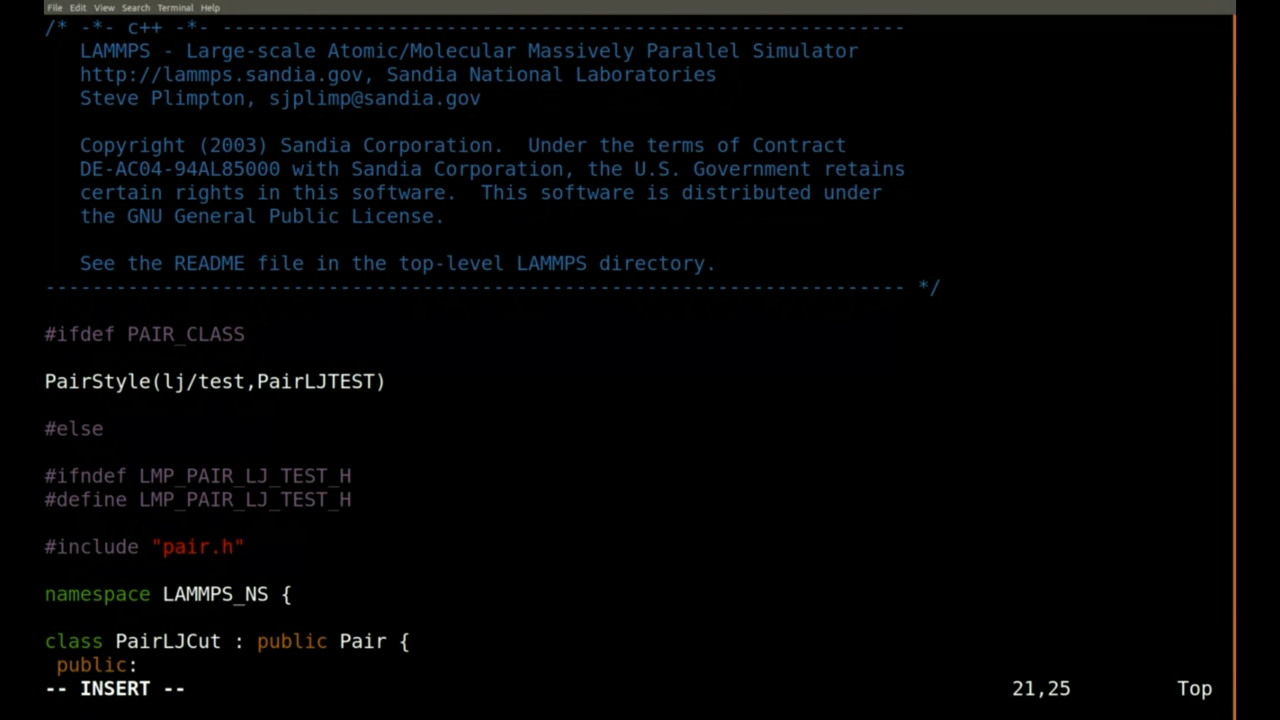 File Edit View Search Terminal Help
/* -*- c++ -*- ----------------------------------------------------------
LAMMPS - Large-scale Atomic/Molecular Massively Parallel Simulator
http://lammps.sandia.gov, Sandia National Laboratories
Steve Plimpton, sjplimp@sandia.gov
Copyright (2003) Sandia Corporation.  Under the terms of Contract
DE-AC04-94AL85000 with Sandia Corporation, the U.S. Government retains
certain rights in this software.  This software is distributed under
the GNU General Public License.
See the README file in the top-level LAMMPS directory.
------------------------------------------------------------------------- */
#ifdef PAIR_CLASS
PairStyle(lj/test,PairLJTEST)
#else
#ifndef LMP_PAIR_LJ_TEST_H
#define LMP_PAIR_LJ_TEST_H
#include "pair.h"
namespace LAMMPS_NS {
class PairLJCut : public Pair {
public:
-- INSERT -- 21,25 Top